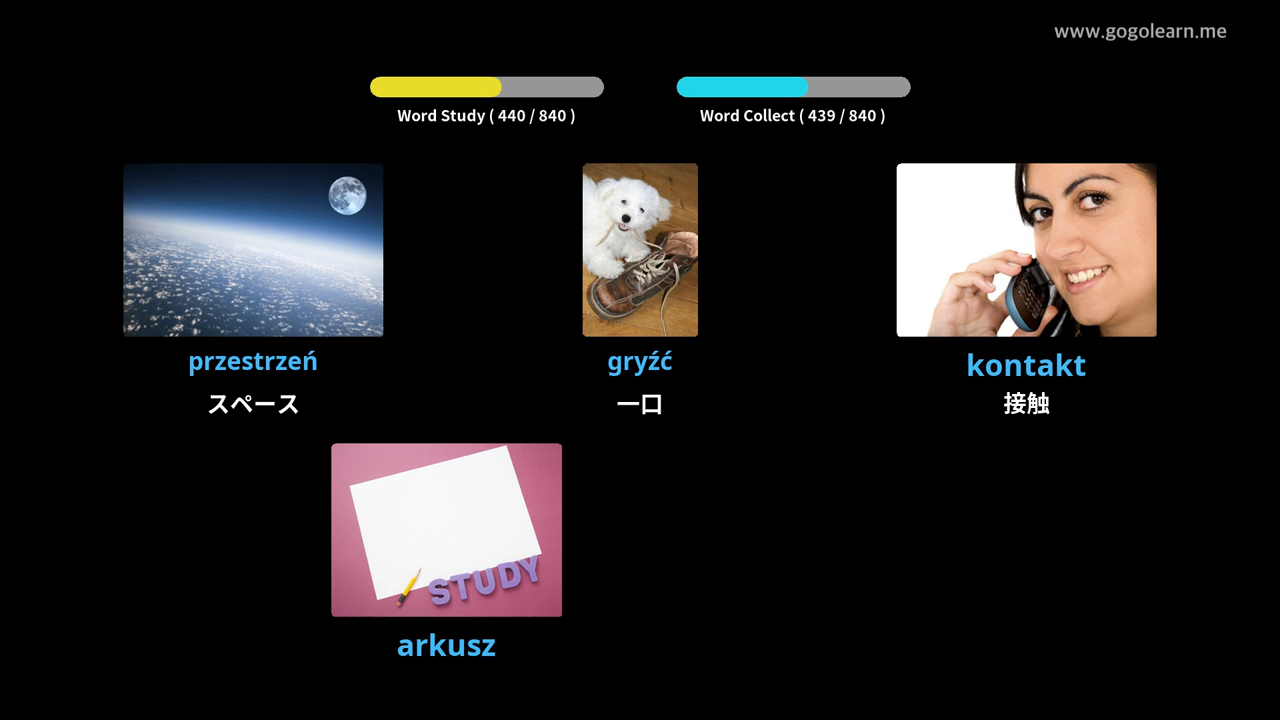 www.gogolearn.me
Word Study ( 440 / 840 )
Word Collect ( 439 / 840 )
przestrzeń
スペース
gryźć
一口
kontakt
接触
STUDY
arkusz